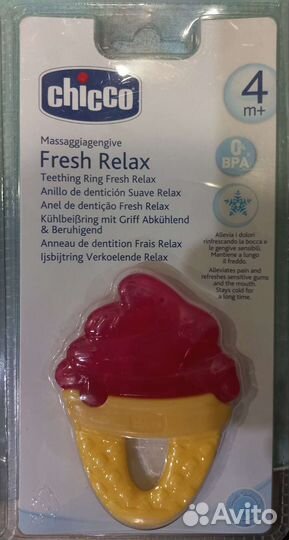 chicco
4
m+
Massaggiagengive
Fresh Relax
Teething Ring Fresh Relax
Anillo de dentición Suave Relax
Anel de dentição Fresh Relax
Kühlbeißring mit Griff Abkühlend
& Beruhigend
Anneau de dentition Frais Relax
Ijsbijtring Verkoelende Relax
0%
BPA
Allevia i dolori
rinfrescando la bocca e
le gengive sensibili.
Mantiene a lungo
il freddo.
Alleviates pain and
refreshes sensitive gums
and the mouth.
Stays cold for
a long time.
Avito